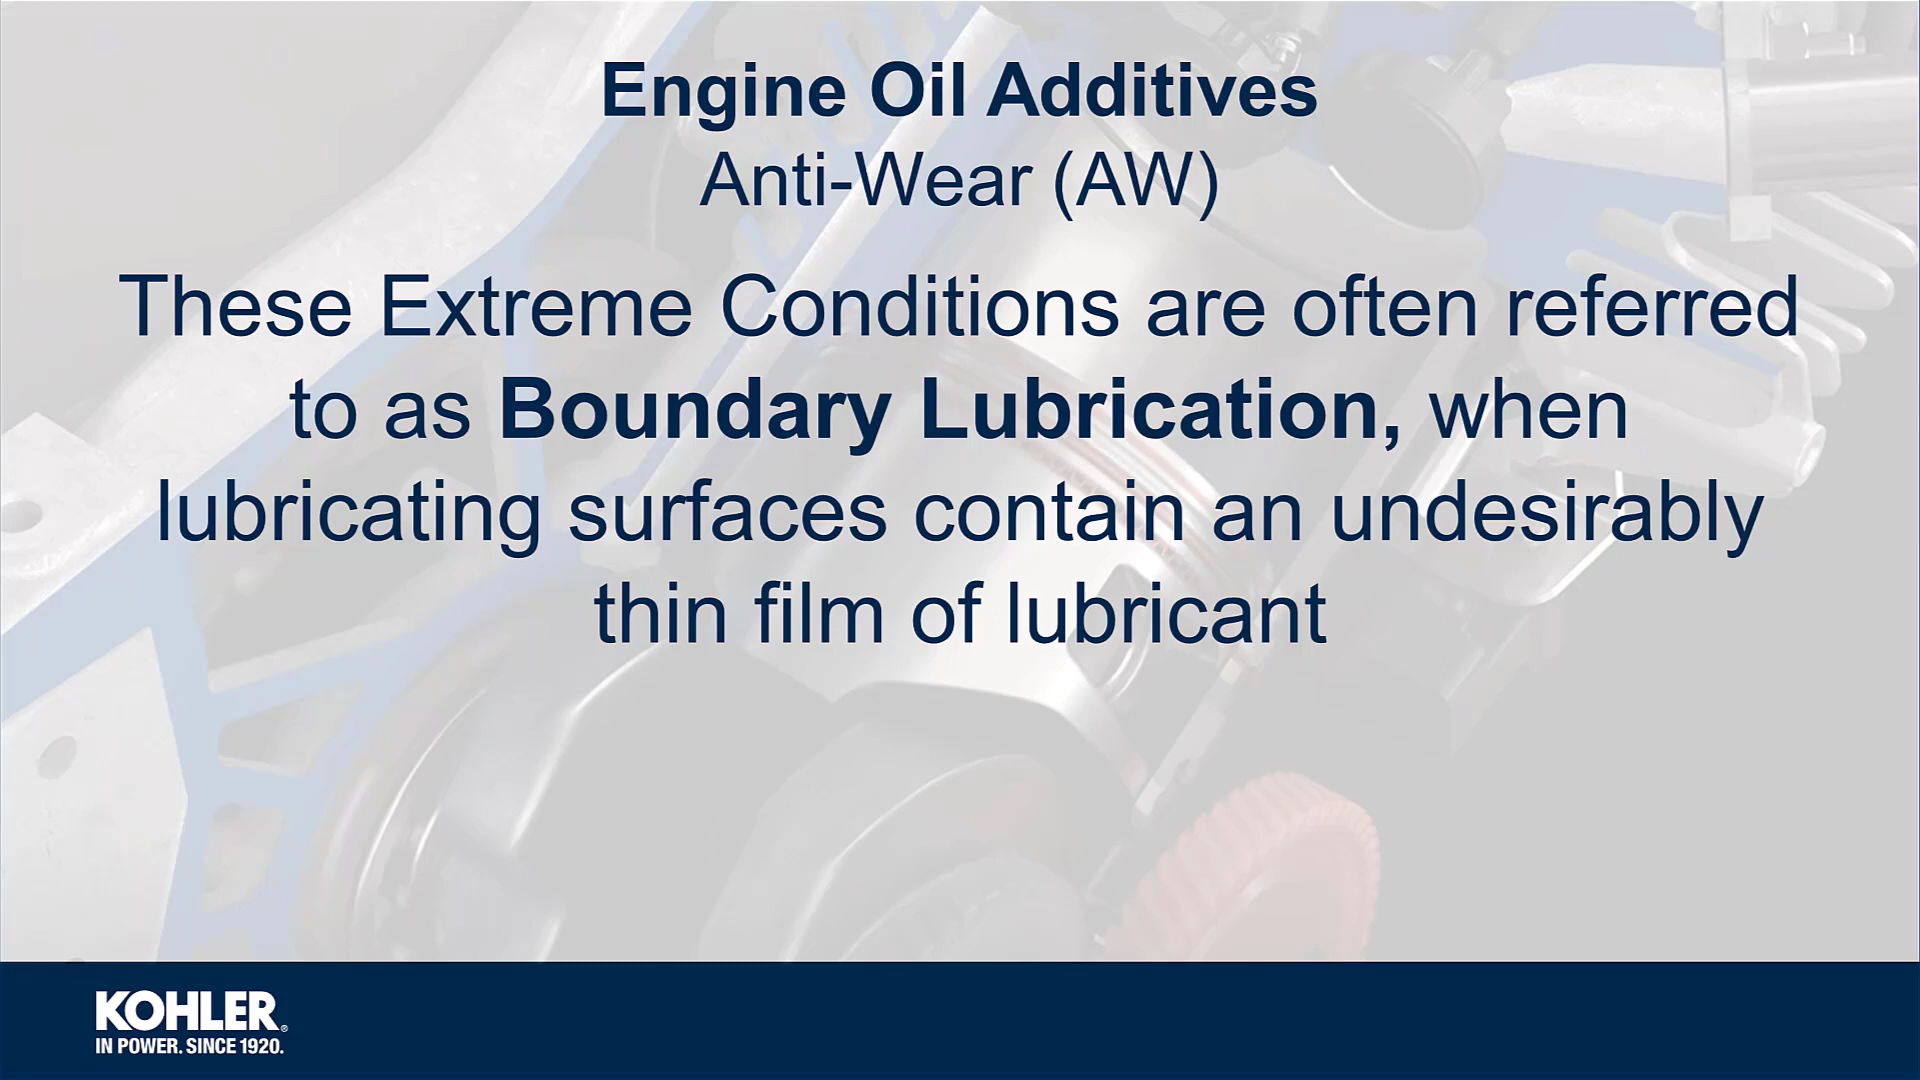 Engine Oil Additives
Anti-Wear (AW)
These Extreme Conditions are often referred
to as Boundary Lubrication, when
lubricating surfaces contain an undesirably
thin film of lubricant
KOHLER®
IN POWER. SINCE 1920.